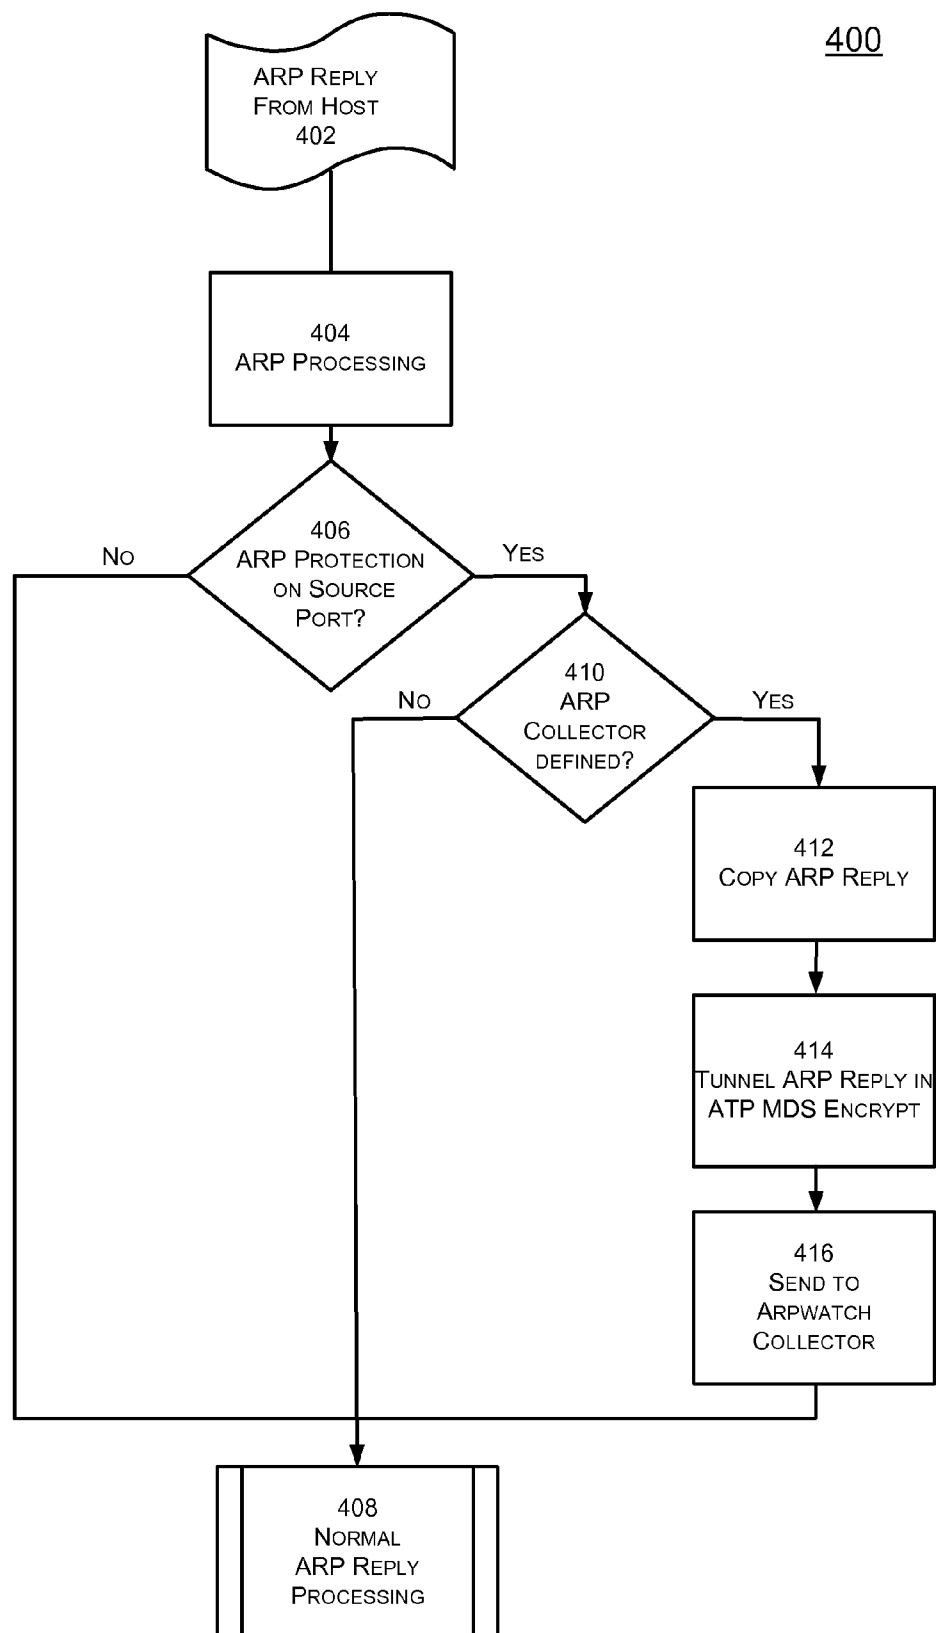 400
ARP REPLY
FROM HOST
402
404
ARP PROCESSING
406
ARP PROTECTION
ON SOURCE
PORT?
NO
YES
410
ARP
COLLECTOR
DEFINED?
NO
YES
412
COPY ARP REPLY
414
TUNNEL ARP REPLY IN
ATP MDS ENCRYPT
416
SEND TO
ARPWATCH
COLLECTOR
408
NORMAL
ARP REPLY
PROCESSING